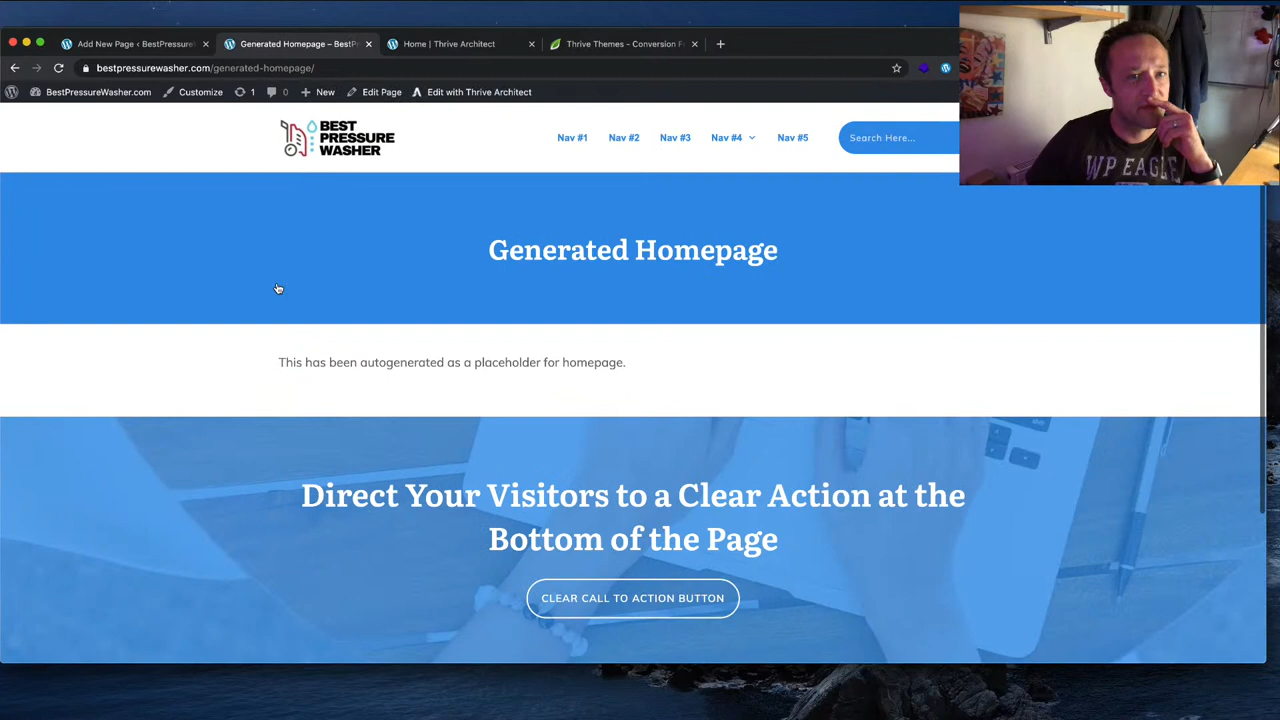 Add New Page ‹ BestPressure
Generated Homepage – Best
Home | Thrive Architect
Thrive Themes - Conversion Fo
bestpressurewasher.com/generated-homepage/
BestPressureWasher.com
Customize
1
0
New
Edit Page
Edit with Thrive Architect
BEST
PRESSURE
WASHER
Nav #1
Nav #2
Nav #3
Nav #4
Nav #5
Search Here...
WP EAGLE
Generated Homepage
This has been autogenerated as a placeholder for homepage.
Direct Your Visitors to a Clear Action at the
Bottom of the Page
CLEAR CALL TO ACTION BUTTON